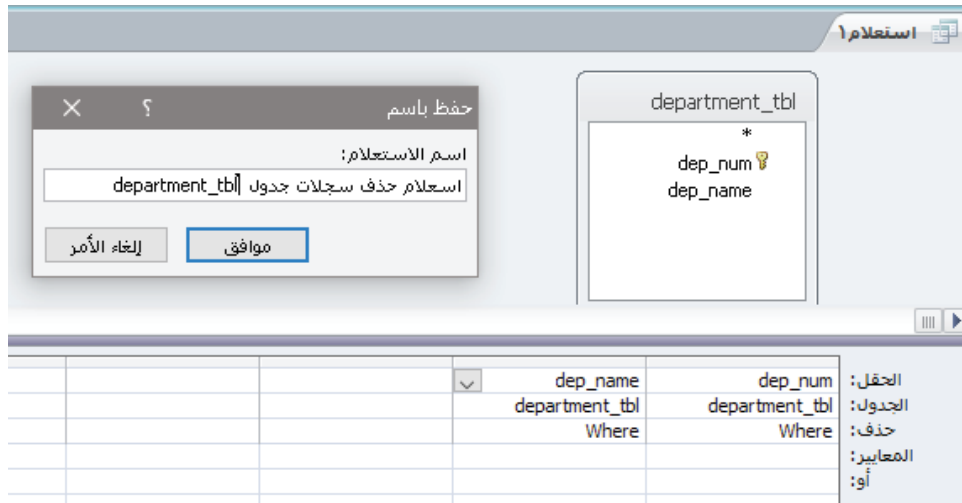 استعلام١
حفظ باسم
؟
اسم الاستعلام:
اسعلام حذف سجلات جدول department_tbl
موافق
إلغاء الأمر
department_tbl
*
dep_num
dep_name
الحقل: dep_num dep_name
الجدول: department_tbl department_tbl
حذف: Where Where
المعايير:
أو: